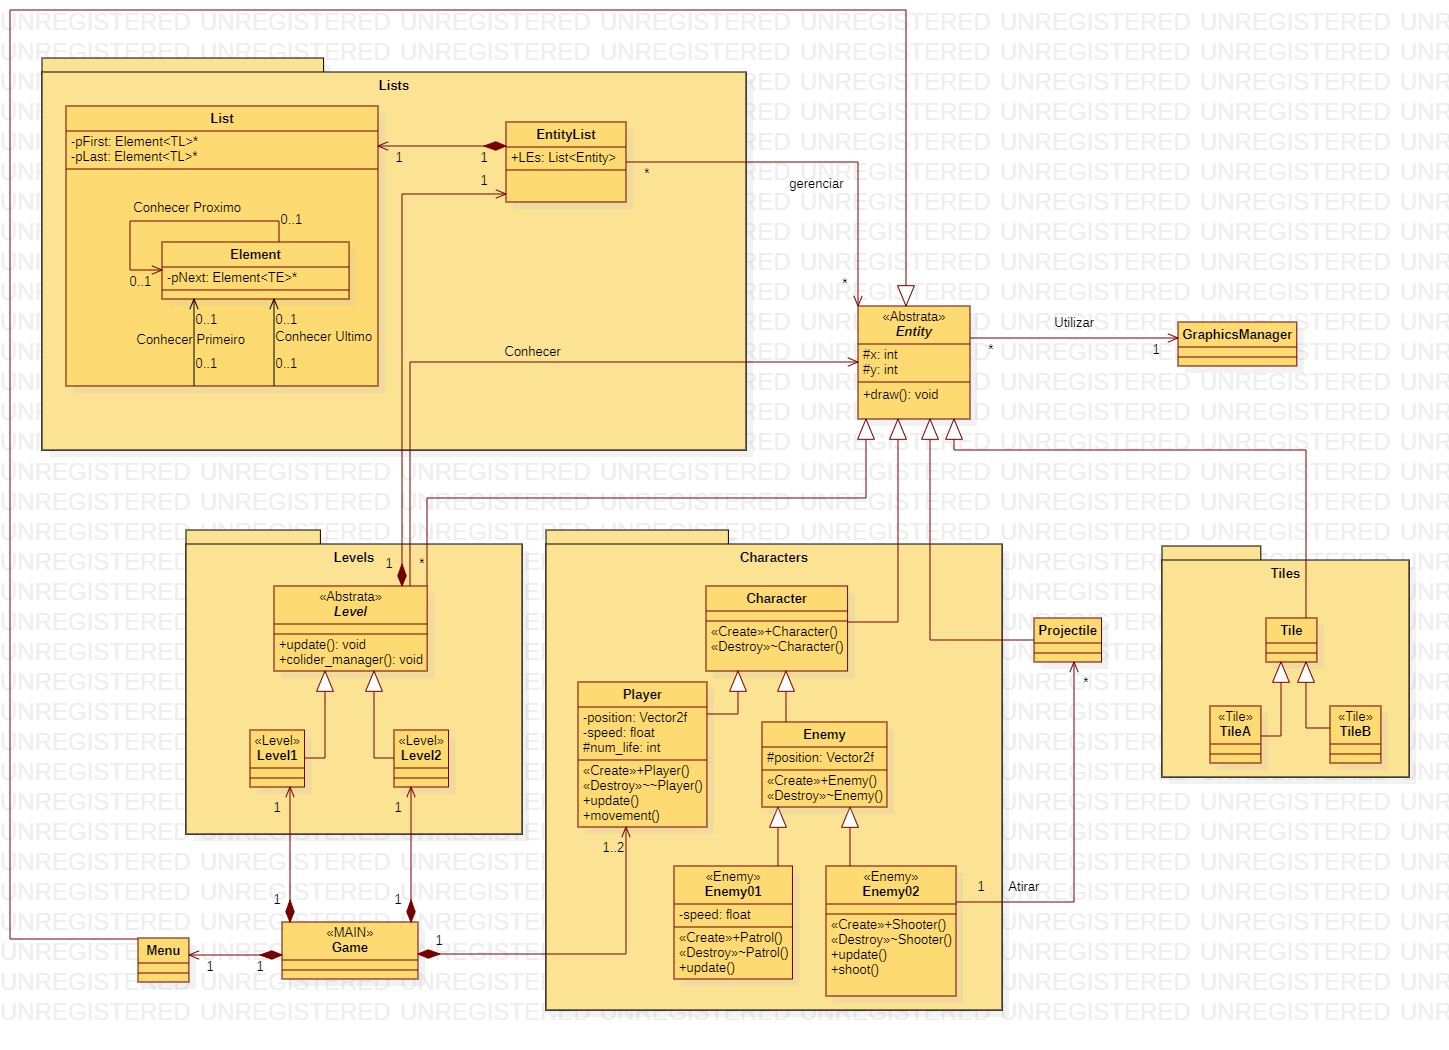 Lists
List
-pFirst: Element<TL>*
-pLast: Element<TL>*
Conhecer Proximo
0..1
Element
-pNext: Element<TE>*
0..1
0..1
0..1
Conhecer Primeiro
Conhecer Ultimo
0..1
0..1
EntityList
+LEs: List<Entity>
1
1
1
*
gerenciar
*
«Abstrata»
Entity
#x: int
#y: int
+draw(): void
Utilizar
*
1
GraphicsManager
Conhecer
Levels
1
*
«Abstrata»
Level
+update(): void
+colider_manager(): void
«Level»
Level1
«Level»
Level2
1
1
1
1
«MAIN»
Game
Menu
1
1
1
Characters
Character
«Create»+Character()
«Destroy»~Character()
Player
-position: Vector2f
-speed: float
#num_life: int
«Create»+Player()
«Destroy»~~Player()
+update()
+movement()
1..2
Enemy
#position: Vector2f
«Create»+Enemy()
«Destroy»~Enemy()
«Enemy»
Enemy01
-speed: float
«Create»+Patrol()
«Destroy»~Patrol()
+update()
«Enemy»
Enemy02
«Create»+Shooter()
«Destroy»~Shooter()
+update()
+shoot()
1
Atirar
*
Projectile
Tiles
Tile
«Tile»
TileA
«Tile»
TileB
UNREGISTERED UNREGISTERED UNREGISTERED UNREGISTERED UNREGISTERED UNREGISTERED UNREGISTERED UNR